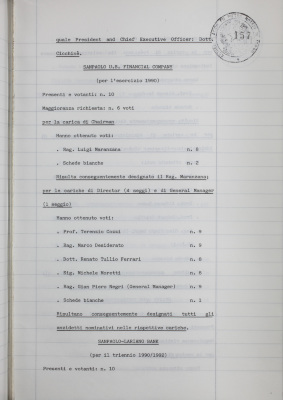 quale President and Chief Executive Officer: Dott.
157
SANPAOLO U.S. FINANCIAL COMPANY
(per l'esercizio 1990)
Presenti e votanti: n. 10
Maggioranza richiesta: n. 6 voti
per la carica di Chairman
Hanno ottenuto voti:
. Rag. Luigi Maranzana n. 8
. Schede bianche n. 2
Risulta conseguentemente designato il Rag. Maranzana;
per le cariche di Director (4 seggi) e di General Manager
(1 seggio)
Hanno ottenuto voti:
. Prof. Terenzio Cozzi n. 9
. Rag. Marco Desiderato n. 9
. Dott. Renato Tullio Ferrari n. 8
. Sig. Michele Moretti n. 8
. Rag. Gian Piero Negri (General Manager) n. 9
. Schede bianche n. 1
Risultano conseguentemente designati tutti gli
anzidetti nominativi nelle rispettive cariche.
SANPAOLO-LARIANO BANK
(per il triennio 1990/1992)
Presenti e votanti: n. 10